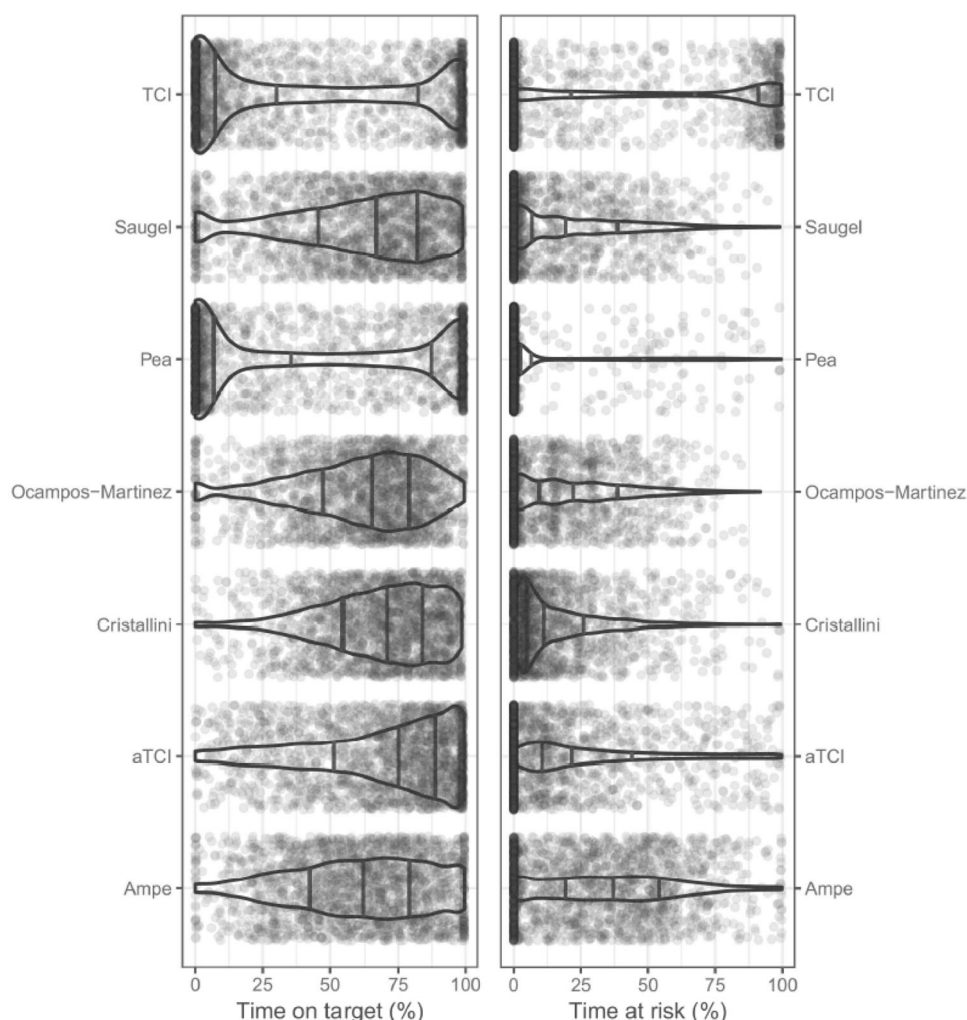 TCI TCI
Saugel Saugel
Pea Pea
Ocampos-Martinez Ocampos-Martinez
Cristallini Cristallini
aTCI aTCI
Ampe Ampe
0 25 50 75 100 0 25 50 75 100
Time on target (%) Time at risk (%)